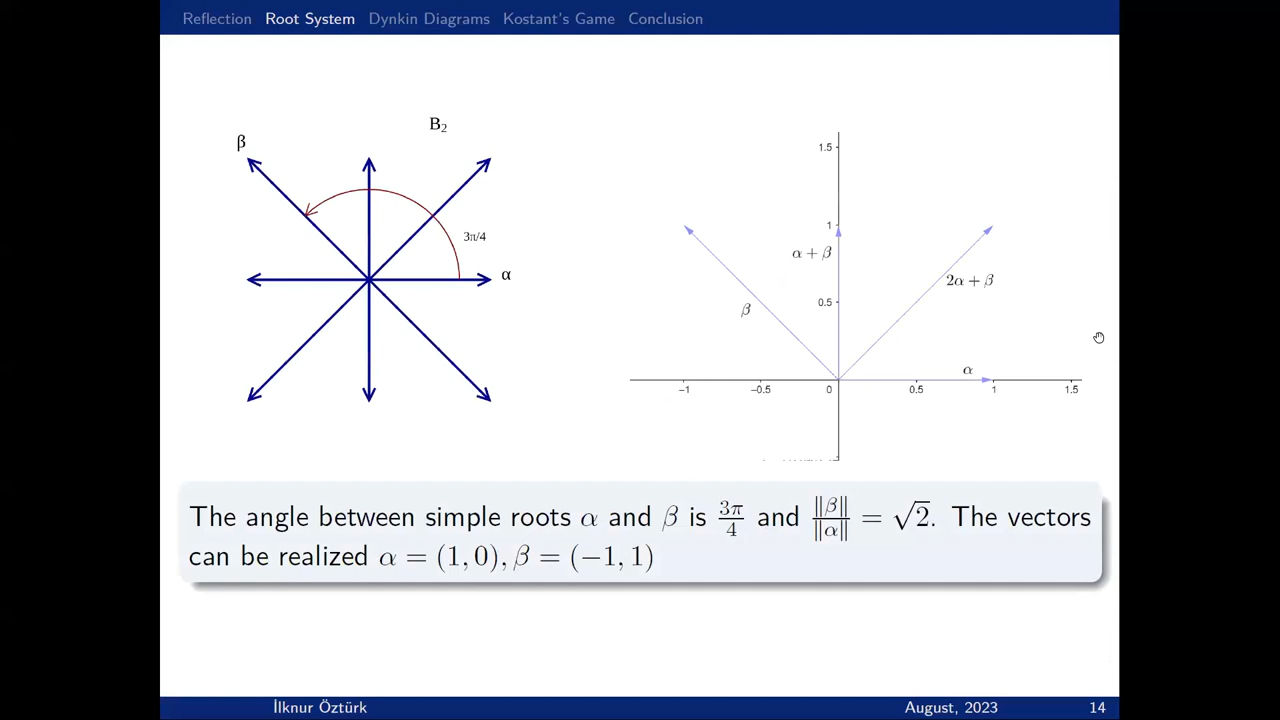 Reflection Root System Dynkin Diagrams Kostant's Game Conclusion
B₂
β
3π/4
α
1.5
1
α + β
2α + β
0.5
β
α
−1 −0.5 0 0.5 1 1.5
The angle between simple roots α and β is 3π/4 and ‖β‖/‖α‖ = √2. The vectors
can be realized α = (1, 0), β = (−1, 1)
İlknur Öztürk August, 2023 14